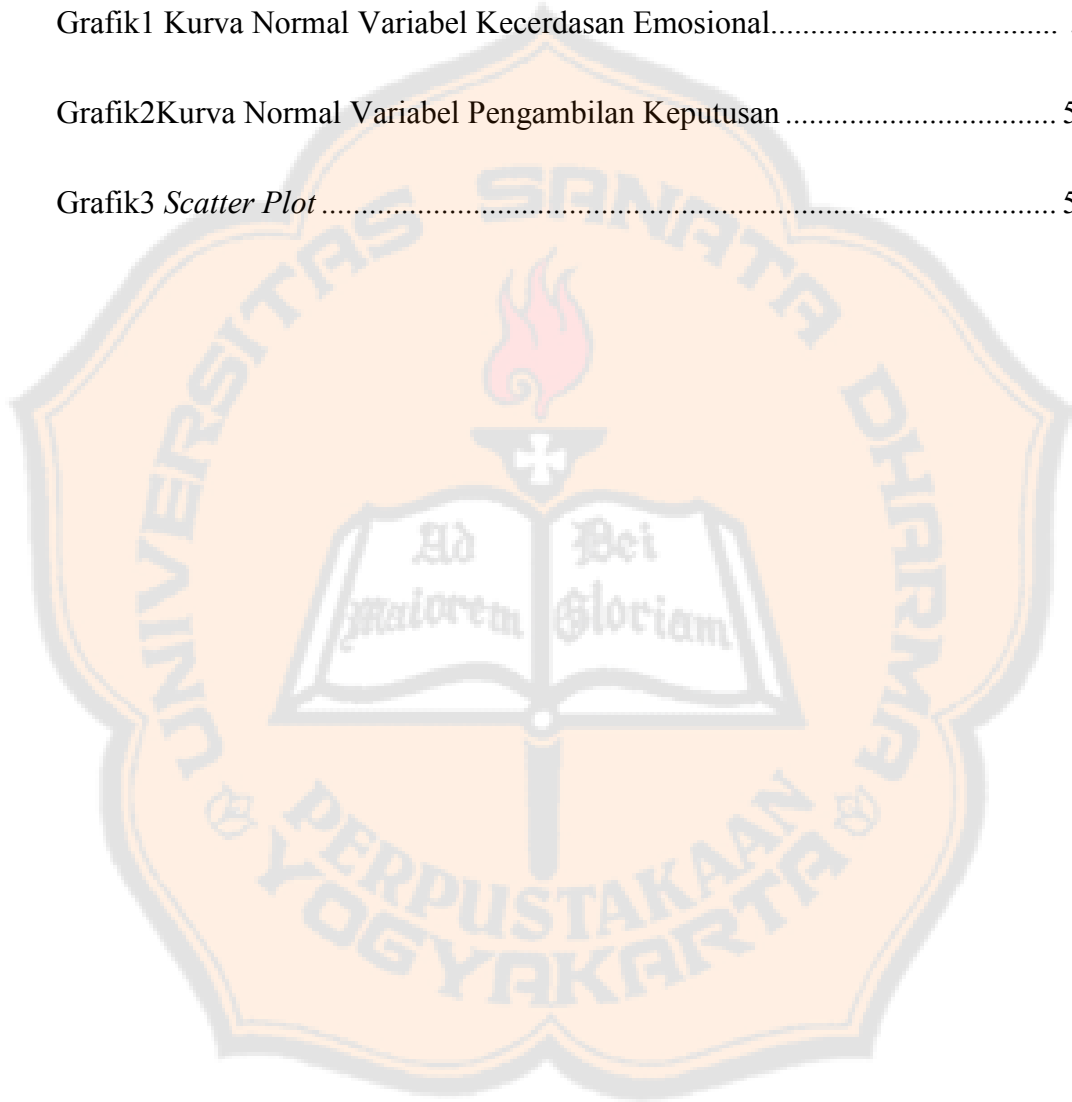 Grafik1 Kurva Normal Variabel Kecerdasan Emosional..................................
Grafik2Kurva Normal Variabel Pengambilan Keputusan .................................. 5
Grafik3 Scatter Plot ............................................................................................. 5
UNIVERSITAS SANATA DHARMA
Ad Dei
Maiorem Gloriam
PERPUSTAKAAN
YOGYAKARTA